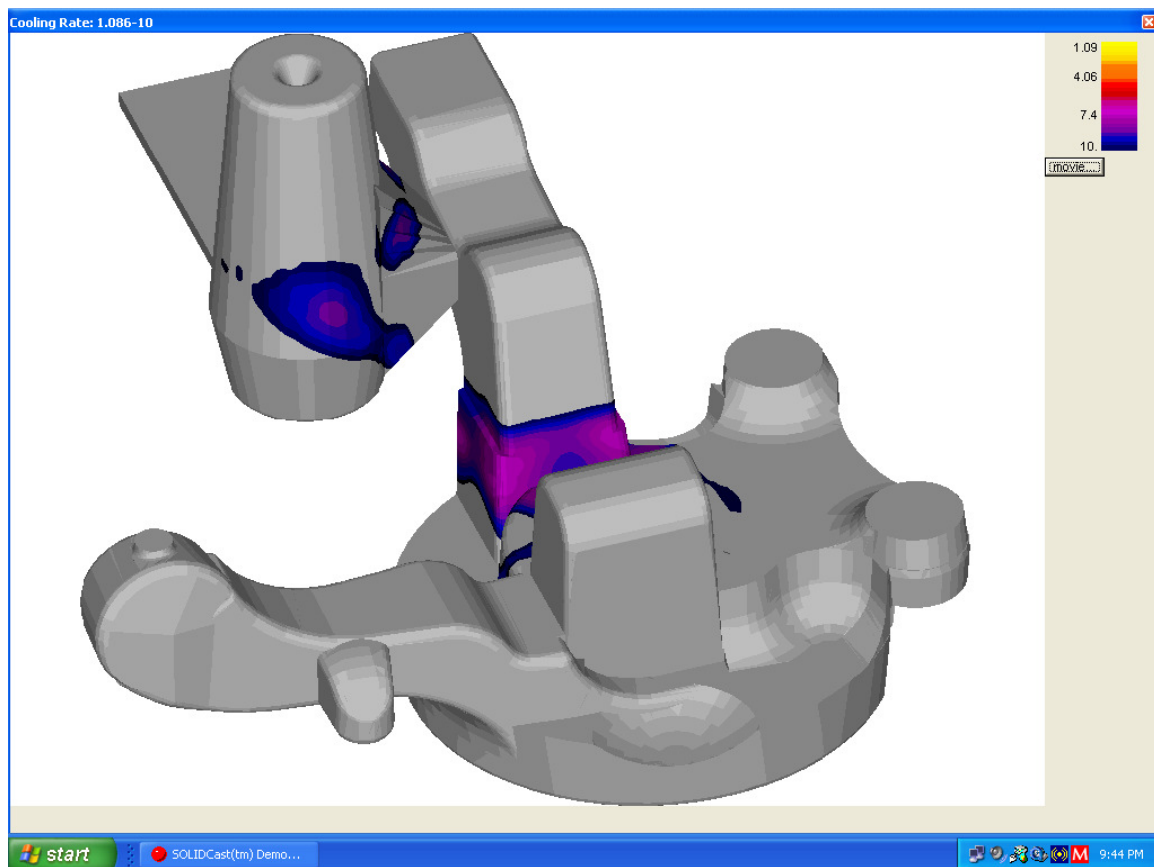 Cooling Rate: 1.086-10
1.09
4.06
7.4
10.
movie...
start
SOLIDCast(tm) Demo...
M
9:44 PM